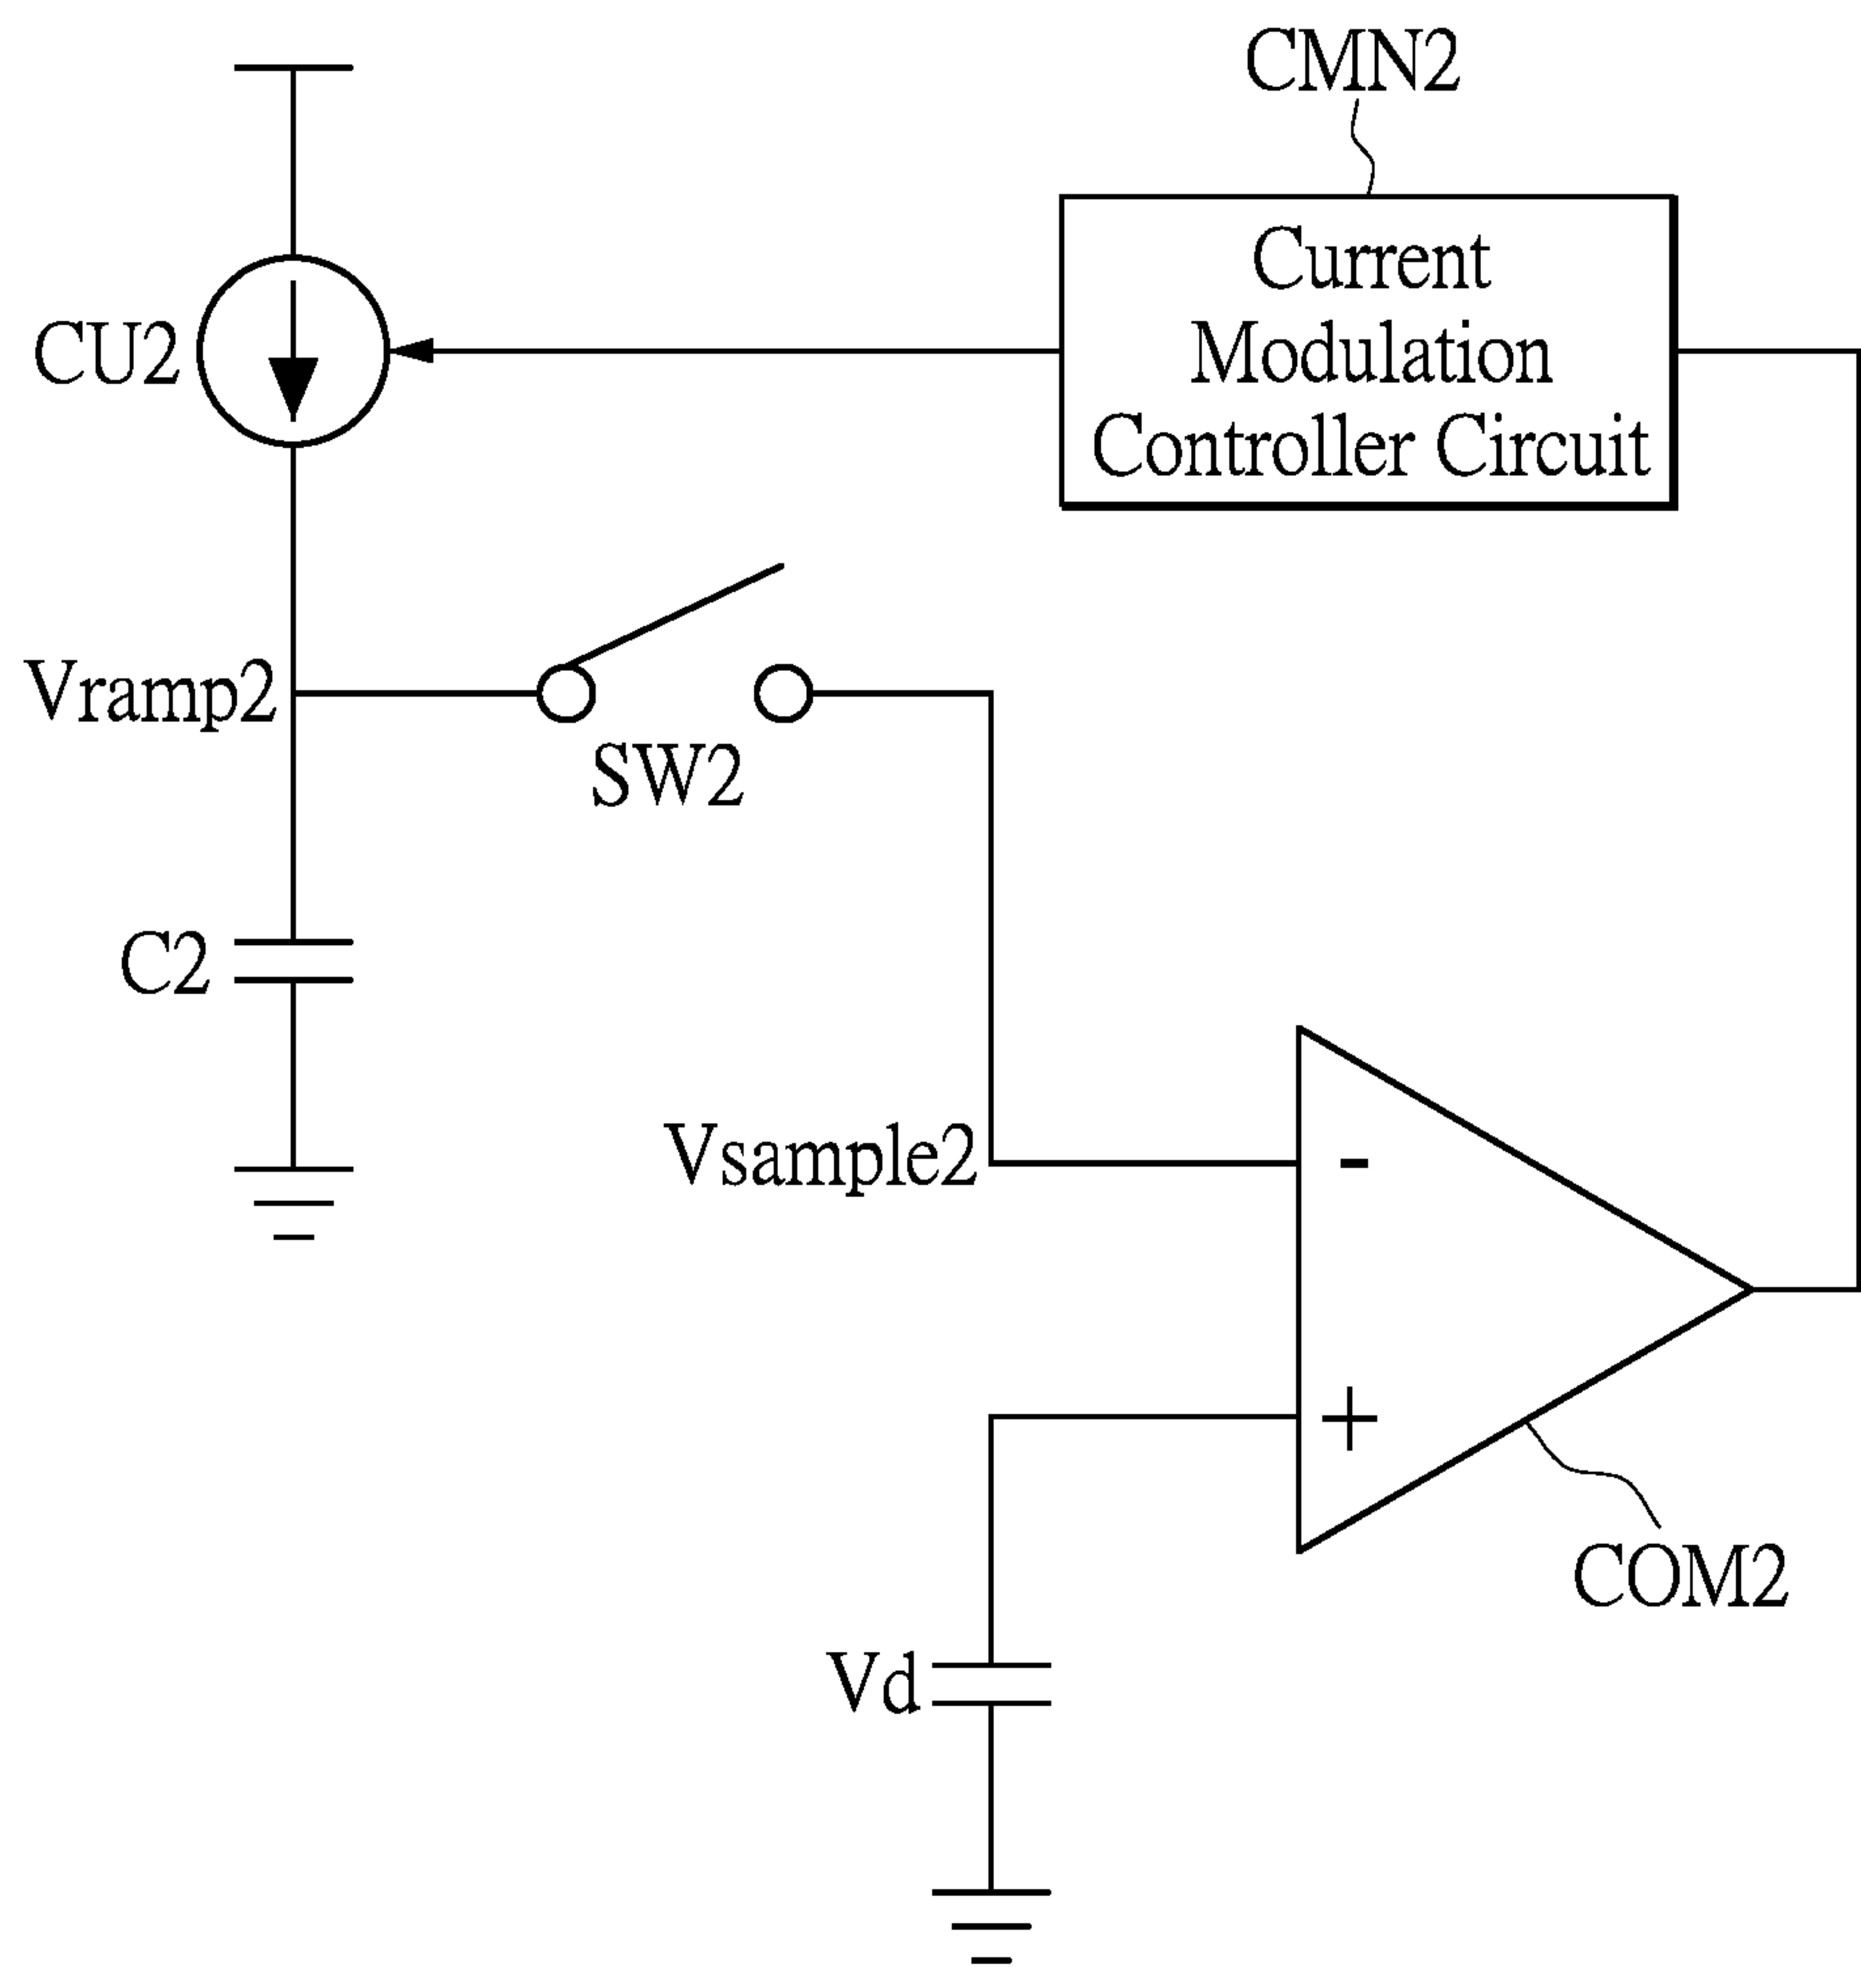 CMN2
Current
Modulation
Controller Circuit
CU2
Vramp2
SW2
C2
Vsample2
-
+
COM2
Vd